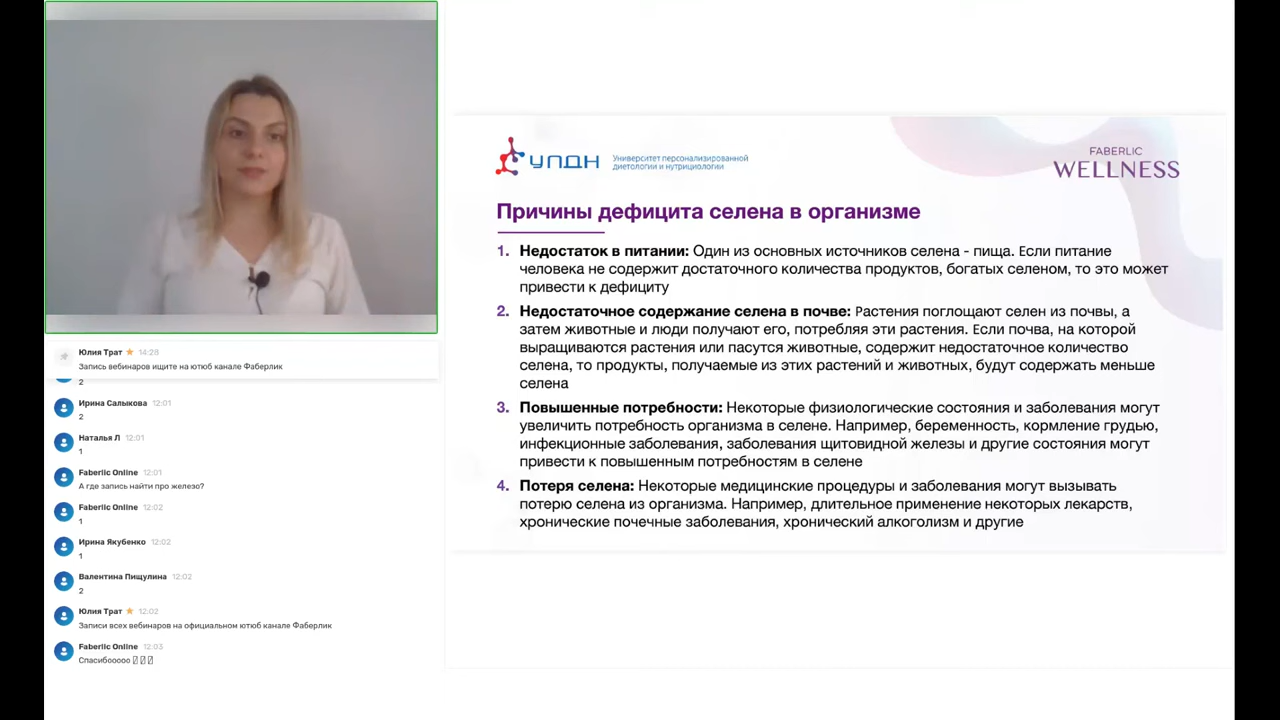 Юлия Трат 14:28
Запись вебинаров ищите на ютюб канале Фаберлик
2
Ирина Салыкова 12:01
2
Наталья Л 12:01
1
Faberlic Online 12:01
А где запись найти про железо?
Faberlic Online 12:02
1
Ирина Якубенко 12:02
1
Валентина Пищулина 12:02
2
Юлия Трат 12:02
Записи всех вебинаров на официальном ютюб канале Фаберлик
Faberlic Online 12:03
Спасибооооо
УПДН
Университет персонализированной
диетологии и нутрициологии
FABERLIC
WELLNESS
Причины дефицита селена в организме
1. Недостаток в питании: Один из основных источников селена - пища. Если питание
человека не содержит достаточного количества продуктов, богатых селеном, то это может
привести к дефициту
2. Недостаточное содержание селена в почве: Растения поглощают селен из почвы, а
затем животные и люди получают его, потребляя эти растения. Если почва, на которой
выращиваются растения или пасутся животные, содержит недостаточное количество
селена, то продукты, получаемые из этих растений и животных, будут содержать меньше
селена
3. Повышенные потребности: Некоторые физиологические состояния и заболевания могут
увеличить потребность организма в селене. Например, беременность, кормление грудью,
инфекционные заболевания, заболевания щитовидной железы и другие состояния могут
привести к повышенным потребностям в селене
4. Потеря селена: Некоторые медицинские процедуры и заболевания могут вызывать
потерю селена из организма. Например, длительное применение некоторых лекарств,
хронические почечные заболевания, хронический алкоголизм и другие